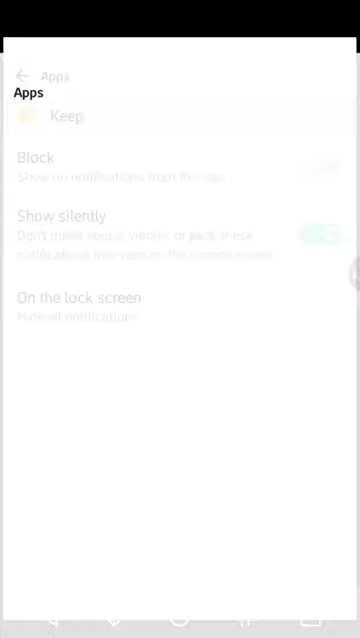 Apps
Apps
Keep
Block
Show no notifications from this app
Show silently
Don't make sound, vibrate, or peek these
notifications into view on the current screen.
On the lock screen
Hide all notifications